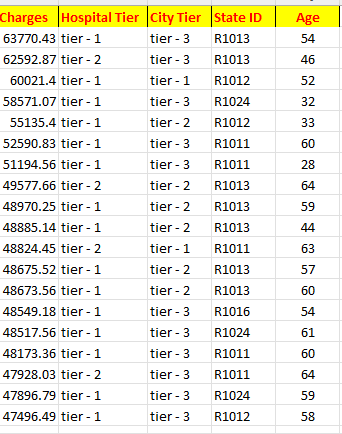 Charges Hospital Tier City Tier State ID Age
63770.43 tier - 1 tier - 3 R1013 54
62592.87 tier - 2 tier - 3 R1013 46
60021.4 tier - 1 tier - 1 R1012 52
58571.07 tier - 1 tier - 3 R1024 32
55135.4 tier - 1 tier - 2 R1012 33
52590.83 tier - 1 tier - 3 R1011 60
51194.56 tier - 1 tier - 3 R1011 28
49577.66 tier - 2 tier - 2 R1013 64
48970.25 tier - 1 tier - 2 R1013 59
48885.14 tier - 1 tier - 2 R1013 44
48824.45 tier - 2 tier - 1 R1011 63
48675.52 tier - 1 tier - 2 R1013 57
48673.56 tier - 1 tier - 2 R1013 60
48549.18 tier - 1 tier - 3 R1016 54
48517.56 tier - 1 tier - 3 R1024 61
48173.36 tier - 1 tier - 3 R1011 60
47928.03 tier - 2 tier - 3 R1011 64
47896.79 tier - 1 tier - 3 R1024 59
47496.49 tier - 1 tier - 3 R1012 58